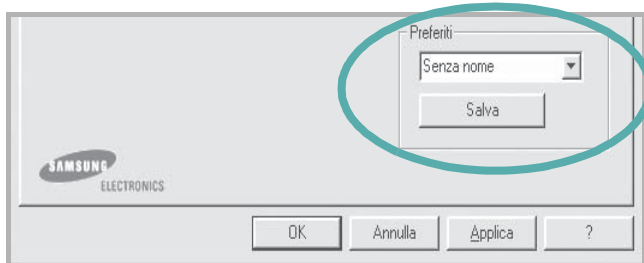 Preferiti
Senza nome
Salva
SAMSUNG
ELECTRONICS
OK Annulla Applica ?